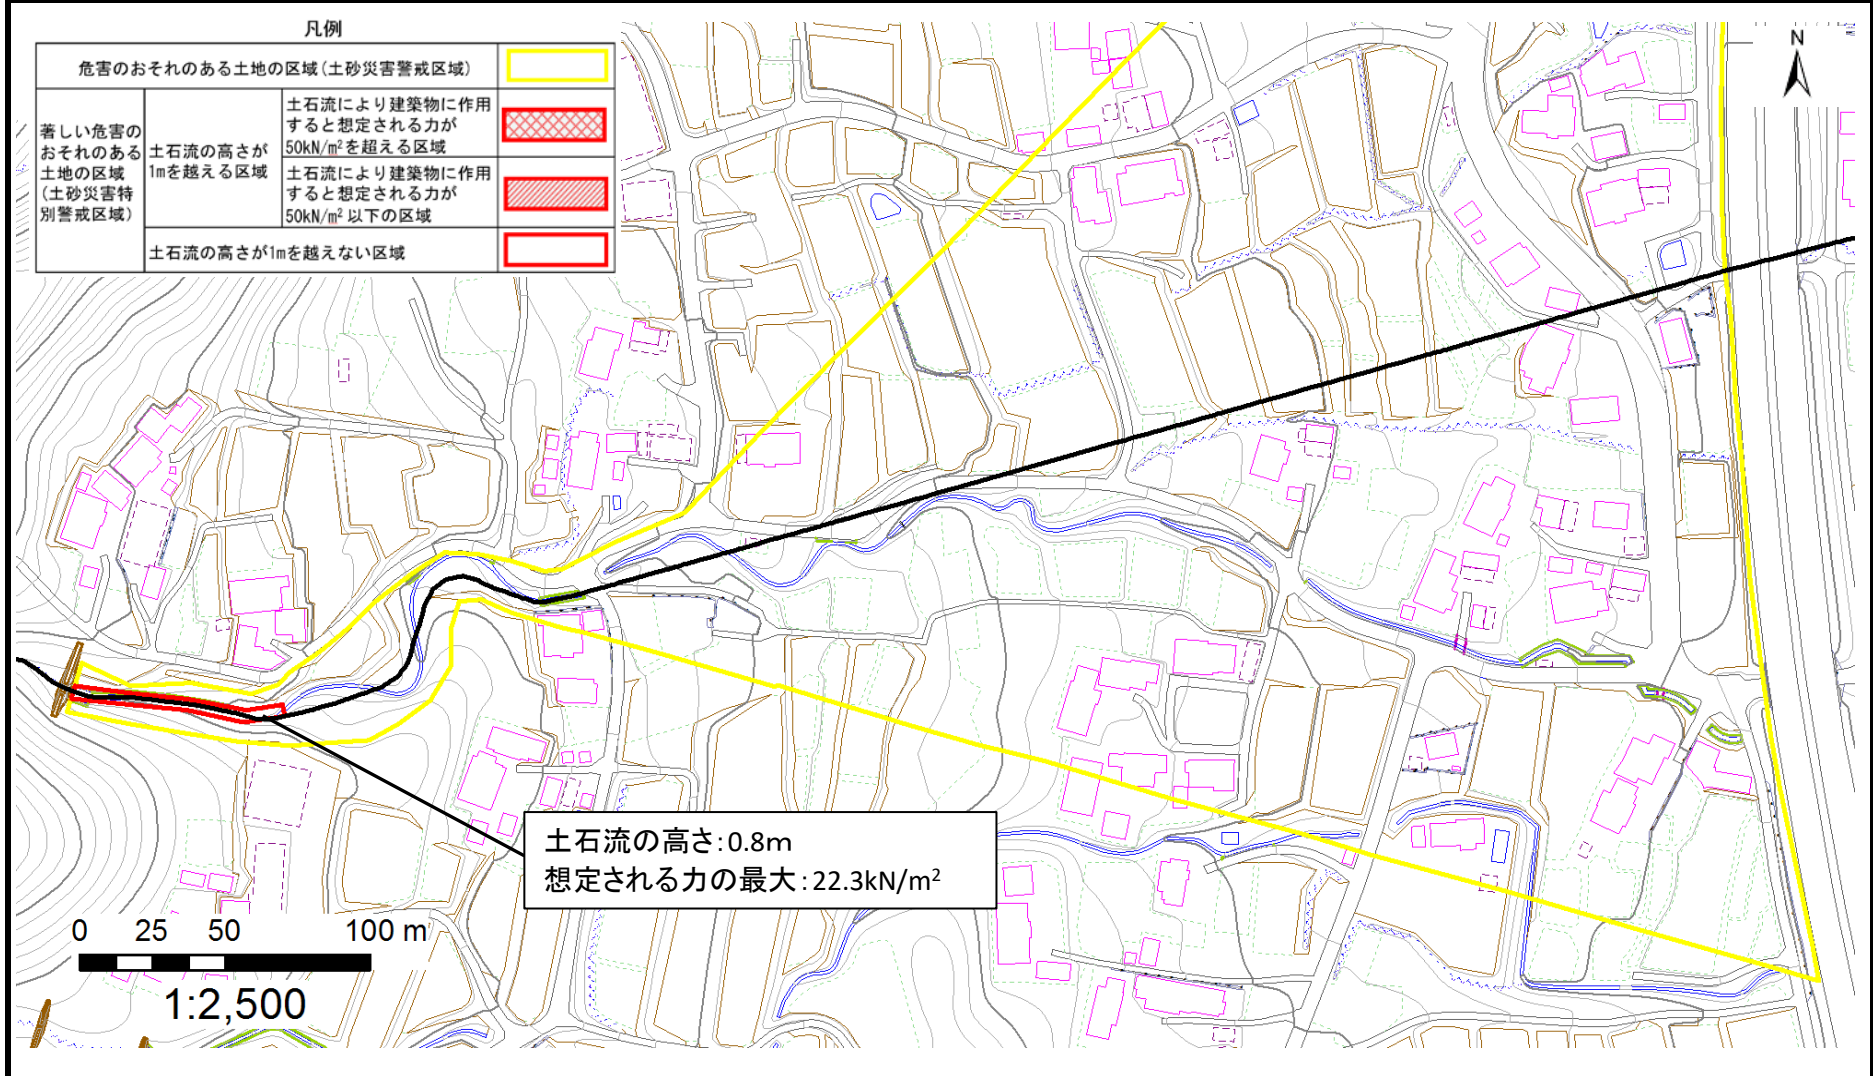 凡例
危害のおそれのある土地の区域(土砂災害警戒区域)
著しい危害の
おそれのある
土地の区域
(土砂災害特
別警戒区域)
土石流の高さが
1mを越える区域
土石流により建築物に作用
すると想定される力が
50kN/m²を超える区域
土石流により建築物に作用
すると想定される力が
50kN/m² 以下の区域
土石流の高さが1mを越えない区域
N
土石流の高さ:0.8m
想定される力の最大:22.3kN/m²
0 25 50 100 m
1:2,500